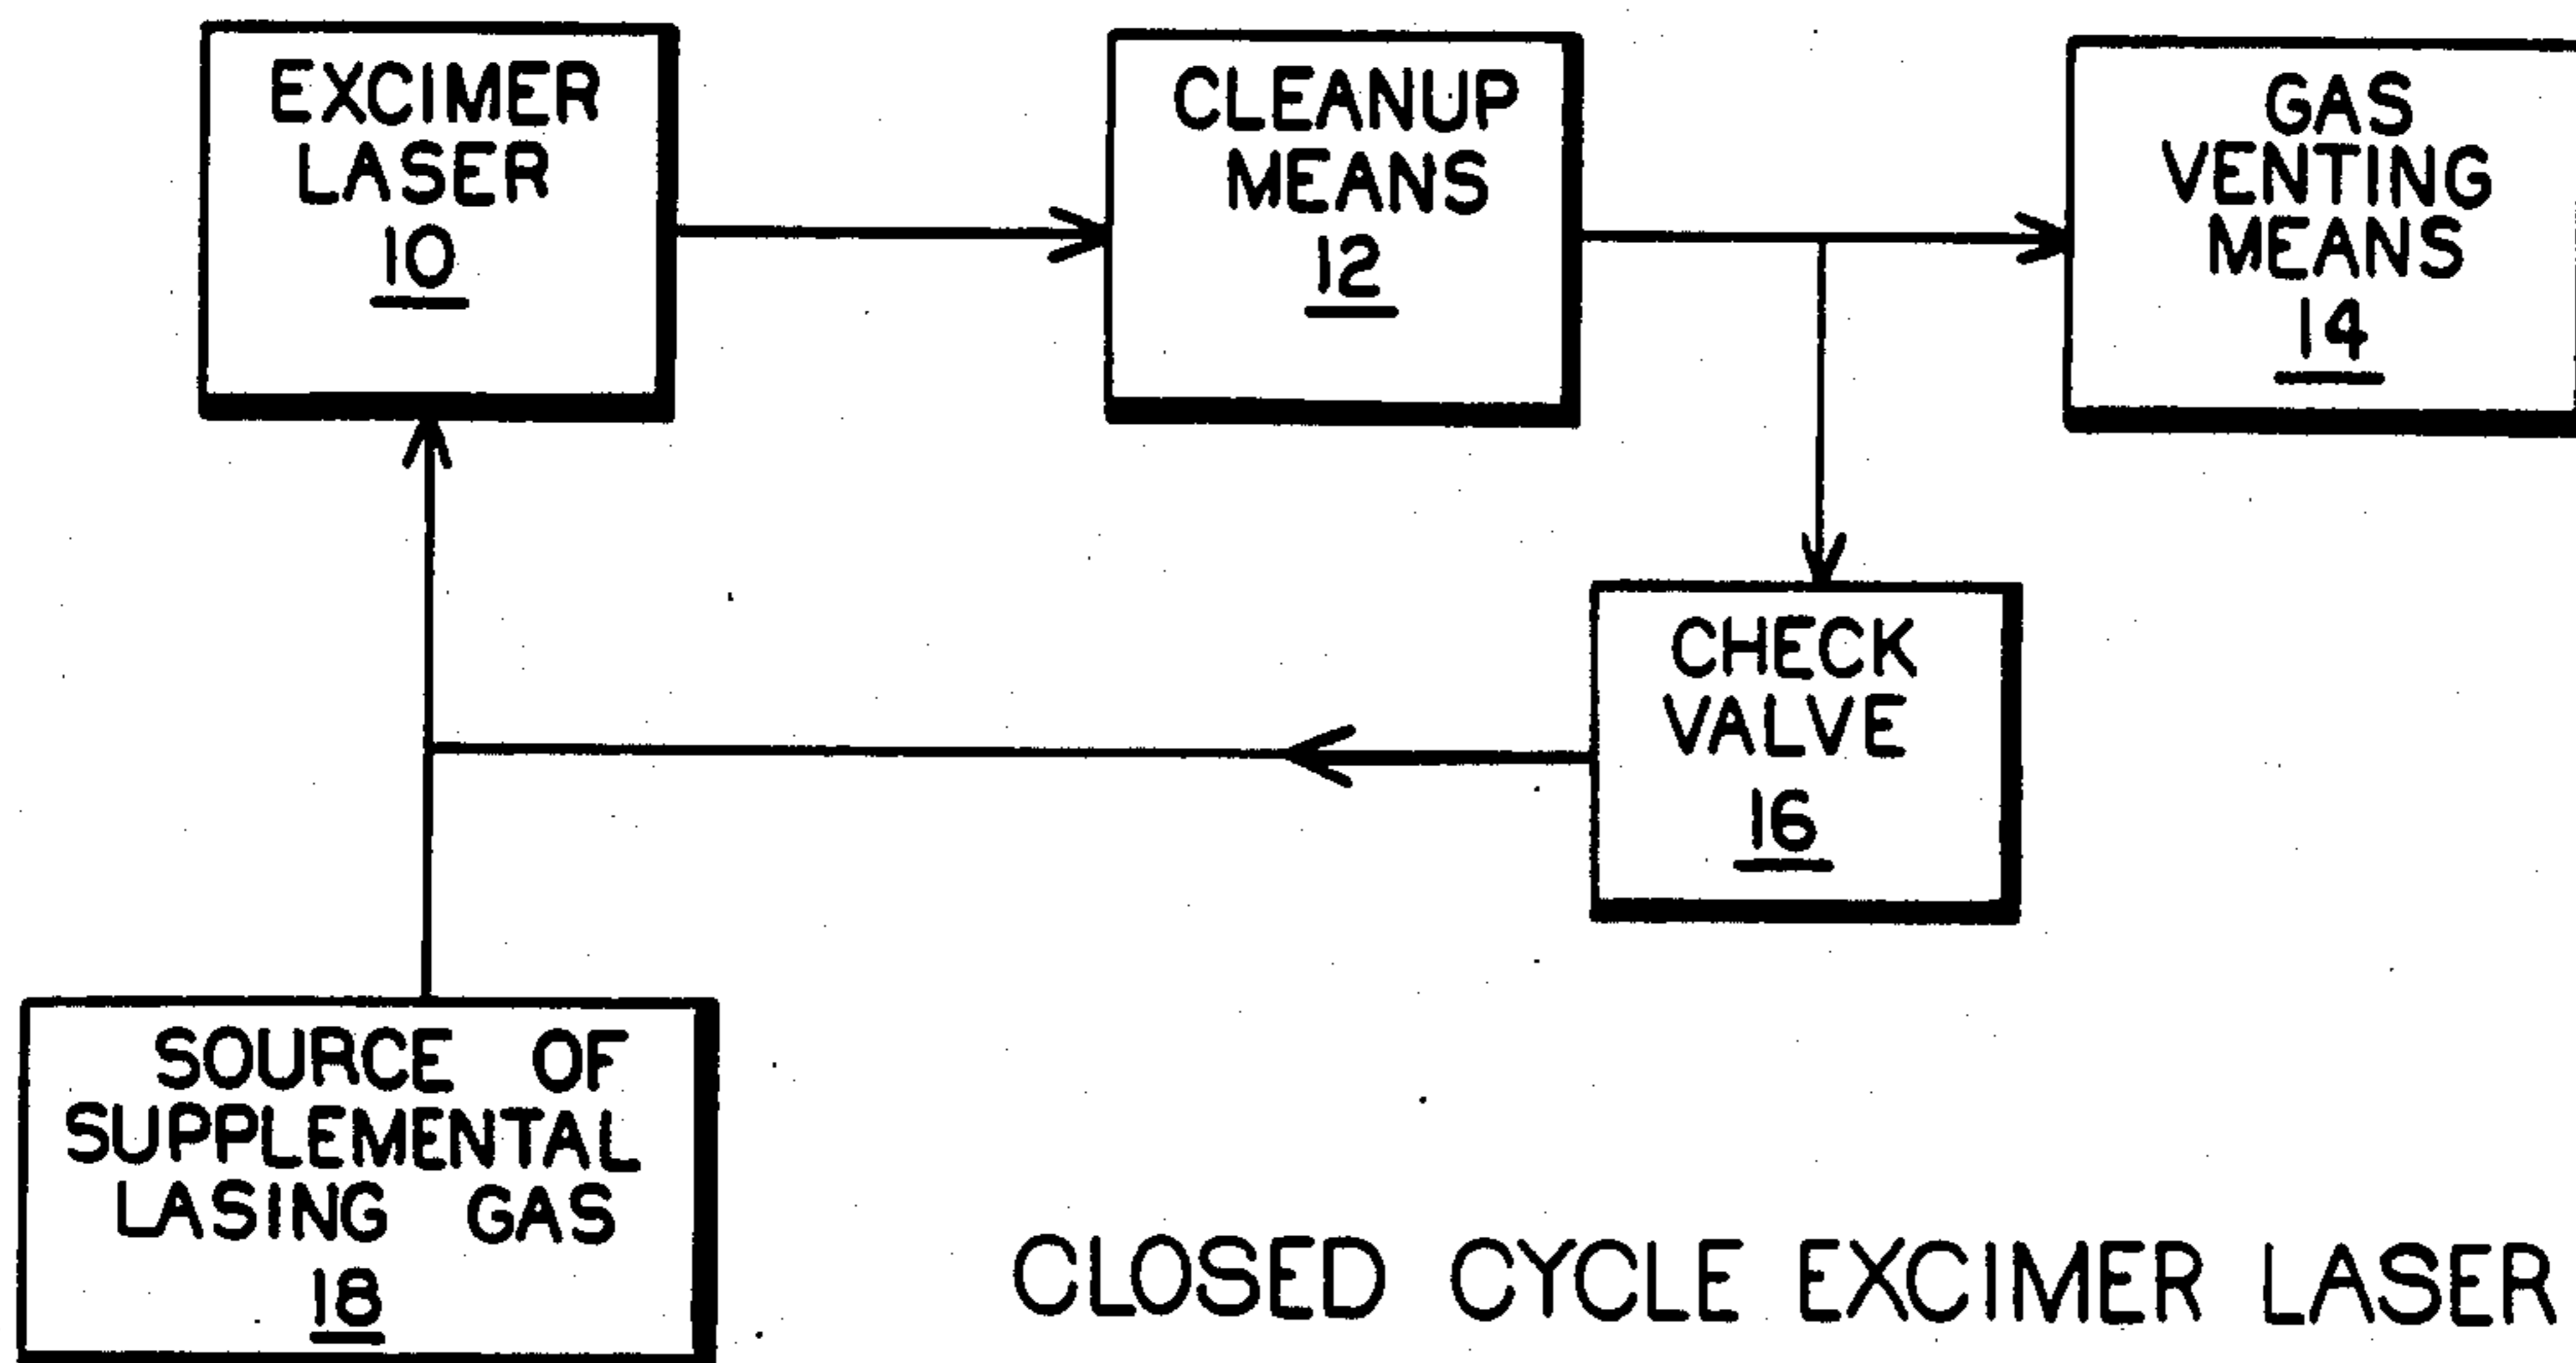 EXCIMER
LASER
10
CLEANUP
MEANS
12
GAS
VENTING
MEANS
14
CHECK
VALVE
16
SOURCE OF
SUPPLEMENTAL
LASING GAS
18
CLOSED CYCLE EXCIMER LASER